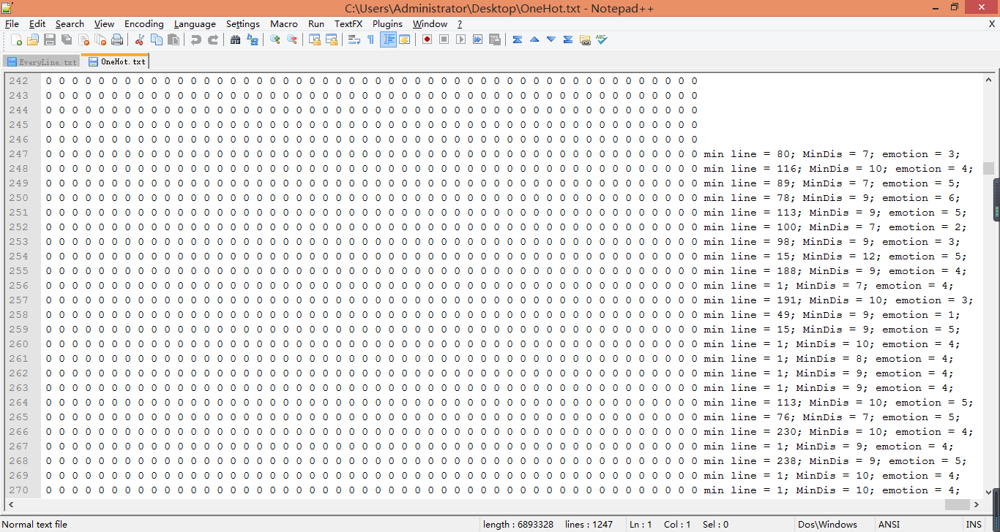 C:\Users\Administrator\Desktop\OneHot.txt - Notepad++
File Edit Search View Encoding Language Settings Macro Run TextFX Plugins Window ? X
EveryLine.txt OneHot.txt
242 0 0 0 0 0 0 0 0 0 0 0 0 0 0 0 0 0 0 0 0 0 0 0 0 0 0 0 0 0 0 0 0 0 0 0 0 0 0 0 0 0 0 0 0 0 0 0 0 0 0
243 0 0 0 0 0 0 0 0 0 0 0 0 0 0 0 0 0 0 0 0 0 0 0 0 0 0 0 0 0 0 0 0 0 0 0 0 0 0 0 0 0 0 0 0 0 0 0 0 0 0
244 0 0 0 0 0 0 0 0 0 0 0 0 0 0 0 0 0 0 0 0 0 0 0 0 0 0 0 0 0 0 0 0 0 0 0 0 0 0 0 0 0 0 0 0 0 0 0 0 0 0
245 0 0 0 0 0 0 0 0 0 0 0 0 0 0 0 0 0 0 0 0 0 0 0 0 0 0 0 0 0 0 0 0 0 0 0 0 0 0 0 0 0 0 0 0 0 0 0 0 0 0
246 0 0 0 0 0 0 0 0 0 0 0 0 0 0 0 0 0 0 0 0 0 0 0 0 0 0 0 0 0 0 0 0 0 0 0 0 0 0 0 0 0 0 0 0 0 0 0 0 0 0
247 0 0 0 0 0 0 0 0 0 0 0 0 0 0 0 0 0 0 0 0 0 0 0 0 0 0 0 0 0 0 0 0 0 0 0 0 0 0 0 0 0 0 0 0 0 0 0 0 0 0 min line = 80; MinDis = 7; emotion = 3;
248 0 0 0 0 0 0 0 0 0 0 0 0 0 0 0 0 0 0 0 0 0 0 0 0 0 0 0 0 0 0 0 0 0 0 0 0 0 0 0 0 0 0 0 0 0 0 0 0 0 0 min line = 116; MinDis = 10; emotion = 4;
249 0 0 0 0 0 0 0 0 0 0 0 0 0 0 0 0 0 0 0 0 0 0 0 0 0 0 0 0 0 0 0 0 0 0 0 0 0 0 0 0 0 0 0 0 0 0 0 0 0 0 min line = 89; MinDis = 7; emotion = 5;
250 0 0 0 0 0 0 0 0 0 0 0 0 0 0 0 0 0 0 0 0 0 0 0 0 0 0 0 0 0 0 0 0 0 0 0 0 0 0 0 0 0 0 0 0 0 0 0 0 0 0 min line = 78; MinDis = 9; emotion = 6;
251 0 0 0 0 0 0 0 0 0 0 0 0 0 0 0 0 0 0 0 0 0 0 0 0 0 0 0 0 0 0 0 0 0 0 0 0 0 0 0 0 0 0 0 0 0 0 0 0 0 0 min line = 113; MinDis = 9; emotion = 5;
252 0 0 0 0 0 0 0 0 0 0 0 0 0 0 0 0 0 0 0 0 0 0 0 0 0 0 0 0 0 0 0 0 0 0 0 0 0 0 0 0 0 0 0 0 0 0 0 0 0 0 min line = 100; MinDis = 7; emotion = 2;
253 0 0 0 0 0 0 0 0 0 0 0 0 0 0 0 0 0 0 0 0 0 0 0 0 0 0 0 0 0 0 0 0 0 0 0 0 0 0 0 0 0 0 0 0 0 0 0 0 0 0 min line = 98; MinDis = 9; emotion = 3;
254 0 0 0 0 0 0 0 0 0 0 0 0 0 0 0 0 0 0 0 0 0 0 0 0 0 0 0 0 0 0 0 0 0 0 0 0 0 0 0 0 0 0 0 0 0 0 0 0 0 0 min line = 15; MinDis = 12; emotion = 5;
255 0 0 0 0 0 0 0 0 0 0 0 0 0 0 0 0 0 0 0 0 0 0 0 0 0 0 0 0 0 0 0 0 0 0 0 0 0 0 0 0 0 0 0 0 0 0 0 0 0 0 min line = 188; MinDis = 9; emotion = 4;
256 0 0 0 0 0 0 0 0 0 0 0 0 0 0 0 0 0 0 0 0 0 0 0 0 0 0 0 0 0 0 0 0 0 0 0 0 0 0 0 0 0 0 0 0 0 0 0 0 0 0 min line = 1; MinDis = 7; emotion = 4;
257 0 0 0 0 0 0 0 0 0 0 0 0 0 0 0 0 0 0 0 0 0 0 0 0 0 0 0 0 0 0 0 0 0 0 0 0 0 0 0 0 0 0 0 0 0 0 0 0 0 0 min line = 191; MinDis = 10; emotion = 3;
258 0 0 0 0 0 0 0 0 0 0 0 0 0 0 0 0 0 0 0 0 0 0 0 0 0 0 0 0 0 0 0 0 0 0 0 0 0 0 0 0 0 0 0 0 0 0 0 0 0 0 min line = 49; MinDis = 9; emotion = 1;
259 0 0 0 0 0 0 0 0 0 0 0 0 0 0 0 0 0 0 0 0 0 0 0 0 0 0 0 0 0 0 0 0 0 0 0 0 0 0 0 0 0 0 0 0 0 0 0 0 0 0 min line = 15; MinDis = 9; emotion = 5;
260 0 0 0 0 0 0 0 0 0 0 0 0 0 0 0 0 0 0 0 0 0 0 0 0 0 0 0 0 0 0 0 0 0 0 0 0 0 0 0 0 0 0 0 0 0 0 0 0 0 0 min line = 1; MinDis = 10; emotion = 4;
261 0 0 0 0 0 0 0 0 0 0 0 0 0 0 0 0 0 0 0 0 0 0 0 0 0 0 0 0 0 0 0 0 0 0 0 0 0 0 0 0 0 0 0 0 0 0 0 0 0 0 min line = 1; MinDis = 8; emotion = 4;
262 0 0 0 0 0 0 0 0 0 0 0 0 0 0 0 0 0 0 0 0 0 0 0 0 0 0 0 0 0 0 0 0 0 0 0 0 0 0 0 0 0 0 0 0 0 0 0 0 0 0 min line = 1; MinDis = 9; emotion = 4;
263 0 0 0 0 0 0 0 0 0 0 0 0 0 0 0 0 0 0 0 0 0 0 0 0 0 0 0 0 0 0 0 0 0 0 0 0 0 0 0 0 0 0 0 0 0 0 0 0 0 0 min line = 1; MinDis = 9; emotion = 4;
264 0 0 0 0 0 0 0 0 0 0 0 0 0 0 0 0 0 0 0 0 0 0 0 0 0 0 0 0 0 0 0 0 0 0 0 0 0 0 0 0 0 0 0 0 0 0 0 0 0 0 min line = 113; MinDis = 10; emotion = 5;
265 0 0 0 0 0 0 0 0 0 0 0 0 0 0 0 0 0 0 0 0 0 0 0 0 0 0 0 0 0 0 0 0 0 0 0 0 0 0 0 0 0 0 0 0 0 0 0 0 0 0 min line = 76; MinDis = 7; emotion = 5;
266 0 0 0 0 0 0 0 0 0 0 0 0 0 0 0 0 0 0 0 0 0 0 0 0 0 0 0 0 0 0 0 0 0 0 0 0 0 0 0 0 0 0 0 0 0 0 0 0 0 0 min line = 230; MinDis = 10; emotion = 4;
267 0 0 0 0 0 0 0 0 0 0 0 0 0 0 0 0 0 0 0 0 0 0 0 0 0 0 0 0 0 0 0 0 0 0 0 0 0 0 0 0 0 0 0 0 0 0 0 0 0 0 min line = 1; MinDis = 9; emotion = 4;
268 0 0 0 0 0 0 0 0 0 0 0 0 0 0 0 0 0 0 0 0 0 0 0 0 0 0 0 0 0 0 0 0 0 0 0 0 0 0 0 0 0 0 0 0 0 0 0 0 0 0 min line = 238; MinDis = 9; emotion = 5;
269 0 0 0 0 0 0 0 0 0 0 0 0 0 0 0 0 0 0 0 0 0 0 0 0 0 0 0 0 0 0 0 0 0 0 0 0 0 0 0 0 0 0 0 0 0 0 0 0 0 0 min line = 1; MinDis = 10; emotion = 4;
270 0 0 0 0 0 0 0 0 0 0 0 0 0 0 0 0 0 0 0 0 0 0 0 0 0 0 0 0 0 0 0 0 0 0 0 0 0 0 0 0 0 0 0 0 0 0 0 0 0 0 min line = 1; MinDis = 10; emotion = 4;
Normal text file length : 6893328 lines : 1247 Ln : 1 Col : 1 Sel : 0 Dos\Windows ANSI INS